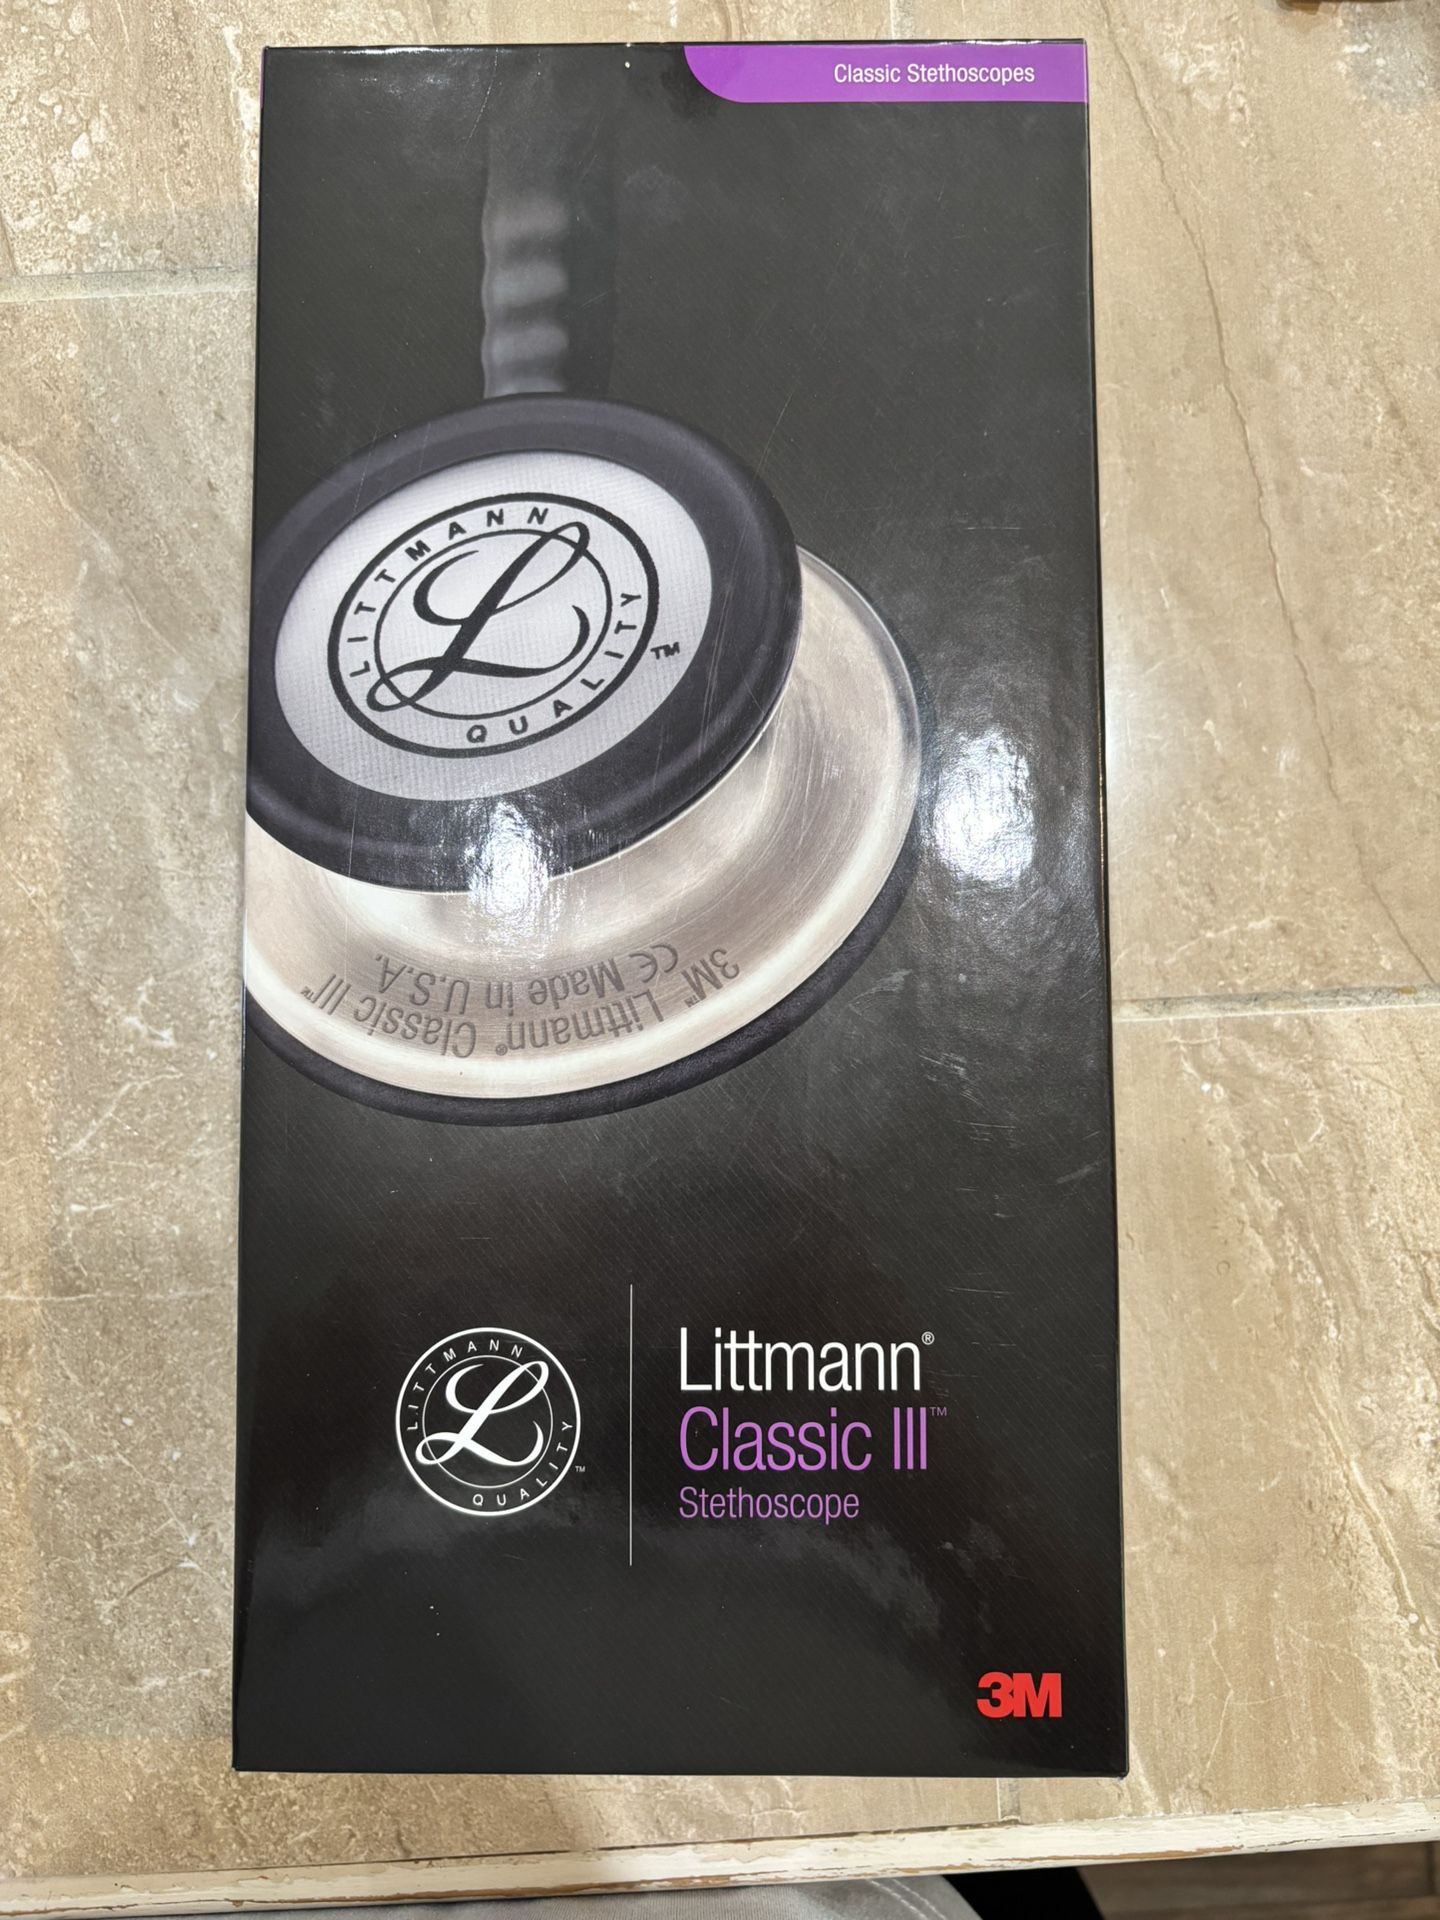 Classic Stethoscopes
LITTMANN
L
QUALITY
™
3M™ Littmann® Classic III™
CE Made in U.S.A.
LITTMANN
L
QUALITY
™
Littmann®
Classic III™
Stethoscope
3M